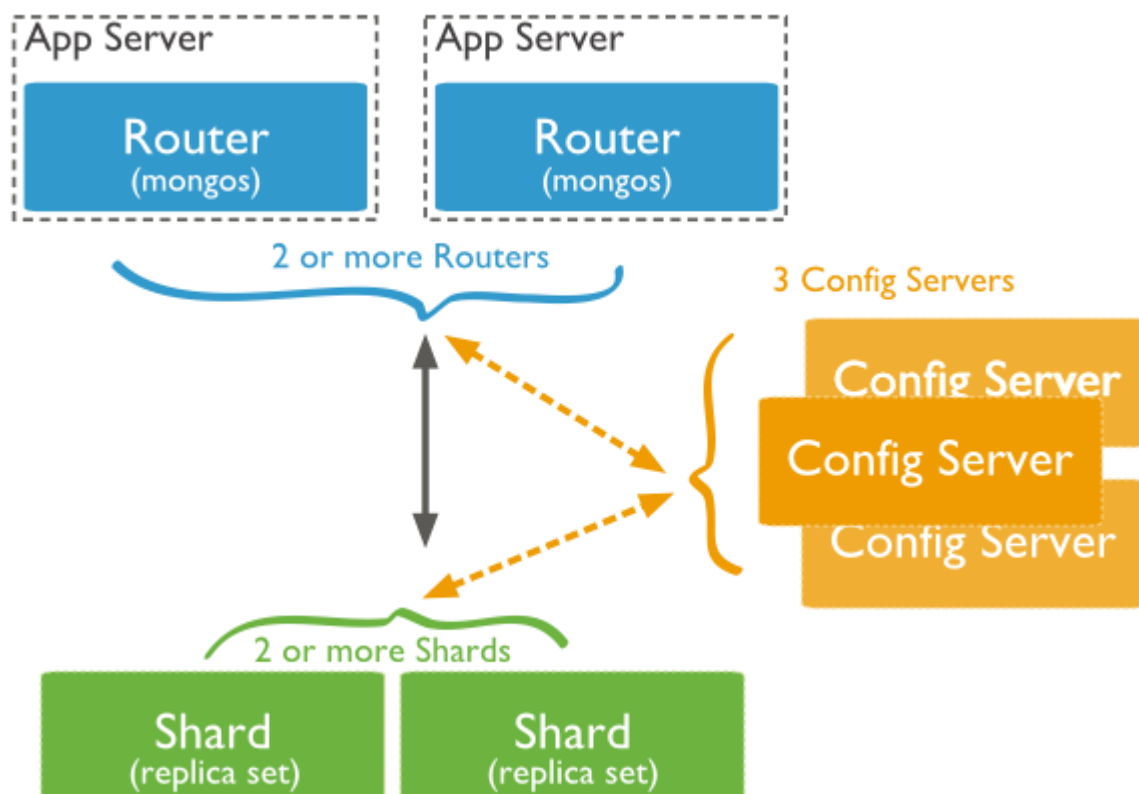 App Server
App Server
Router
(mongos)
Router
(mongos)
2 or more Routers
3 Config Servers
Config Server
Config Server
Config Server
2 or more Shards
Shard
(replica set)
Shard
(replica set)